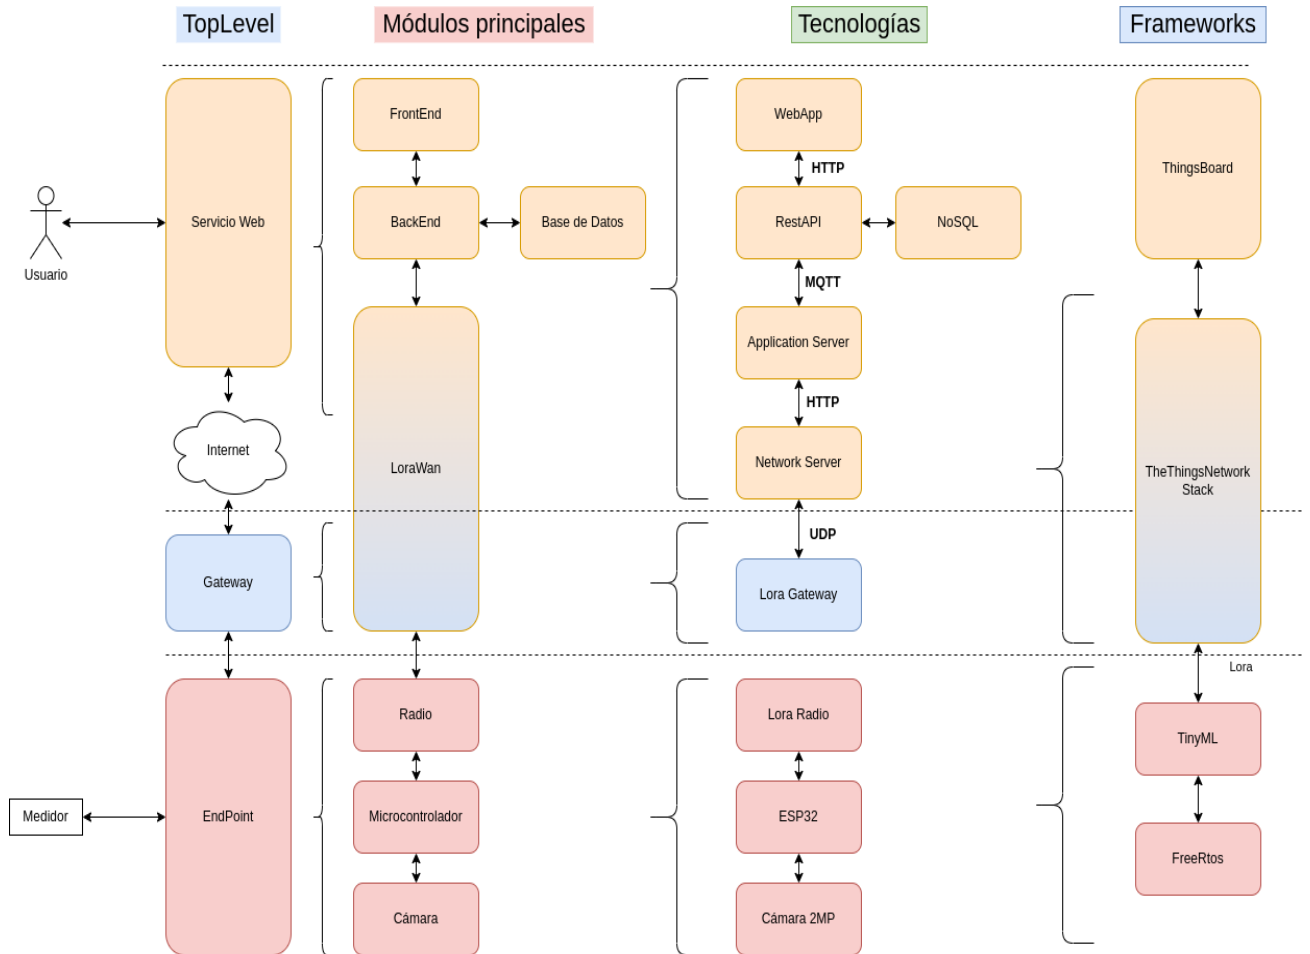 TopLevel
Módulos principales
Tecnologías
Frameworks
FrontEnd
WebApp
HTTP
ThingsBoard
Usuario
Servicio Web
BackEnd
Base de Datos
RestAPI
NoSQL
MQTT
Application Server
HTTP
Internet
LoraWan
Network Server
TheThingsNetwork
Stack
UDP
Gateway
Lora Gateway
Lora
Radio
Lora Radio
TinyML
Medidor
EndPoint
Microcontrolador
ESP32
FreeRtos
Cámara
Cámara 2MP